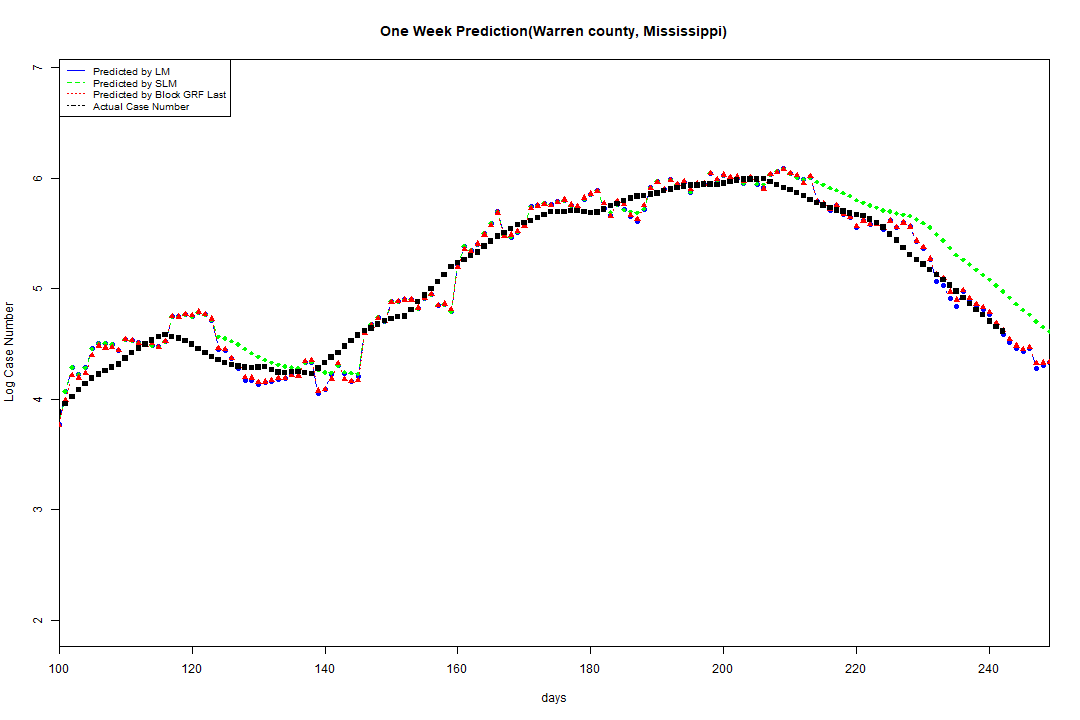 One Week Prediction(Warren county, Mississippi)
Predicted by LM
Predicted by SLM
Predicted by Block GRF Last
Actual Case Number
7
6
5
4
3
2
Log Case Number
100 120 140 160 180 200 220 240
days